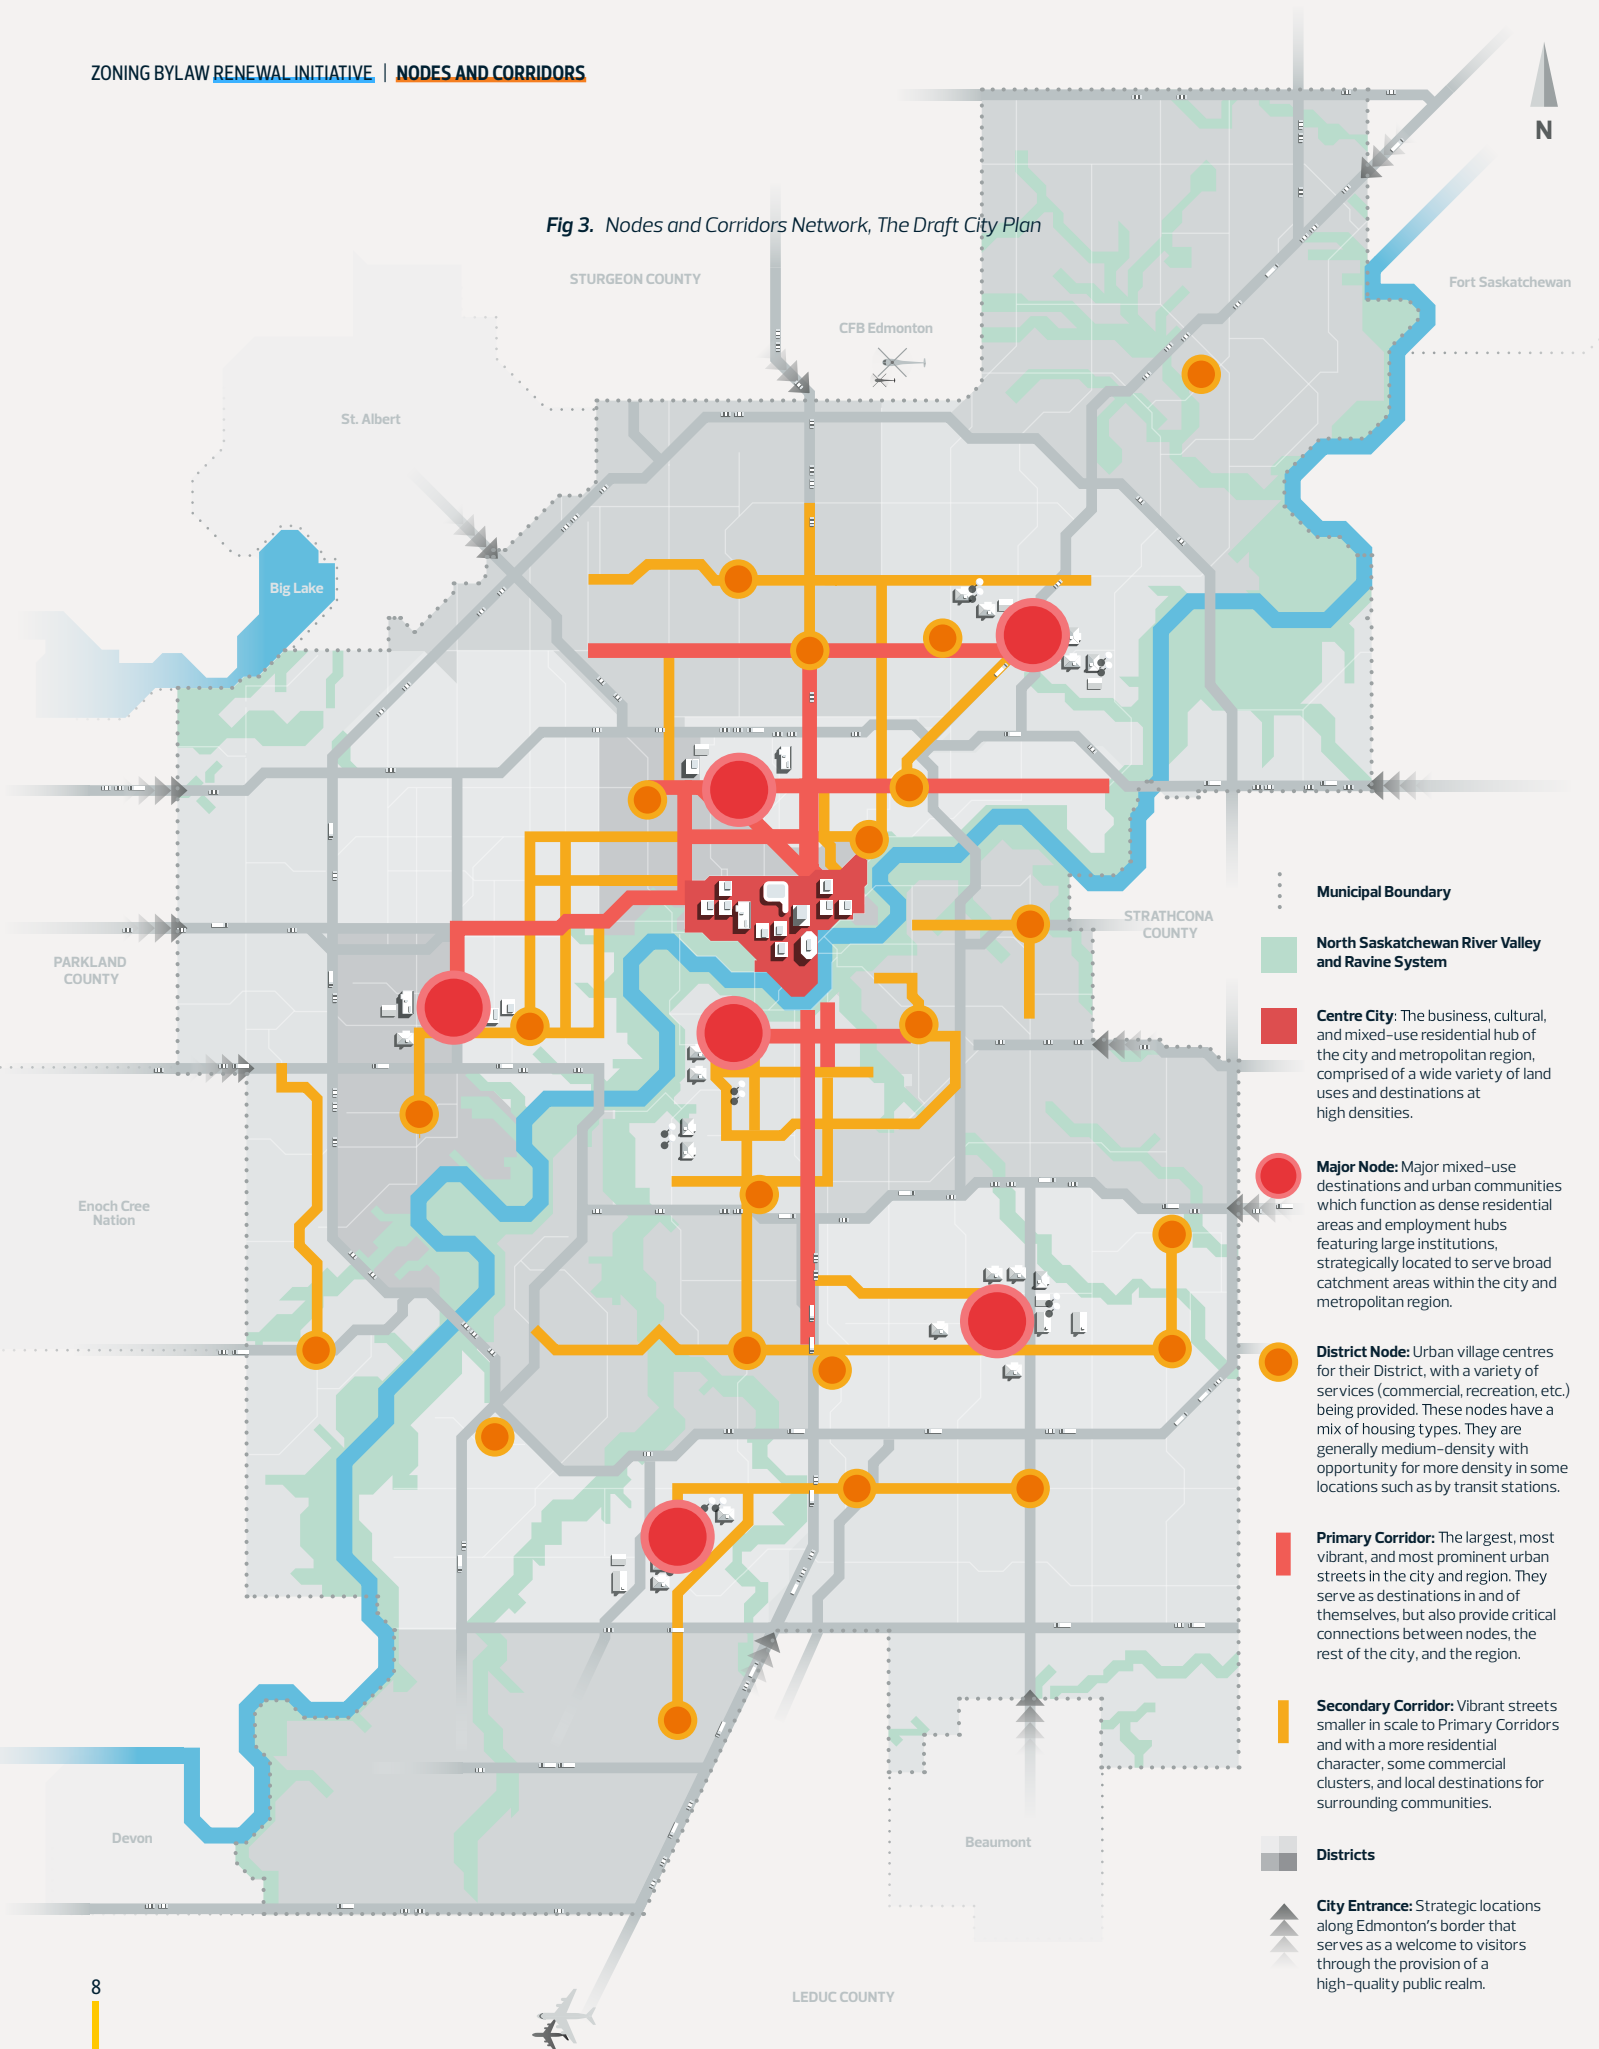 ZONING BYLAW RENEWAL INITIATIVE | NODES AND CORRIDORS
N
Fig 3. Nodes and Corridors Network, The Draft City Plan
STURGEON COUNTY
Fort Saskatchewan
CFB Edmonton
St. Albert
Big Lake
STRATHCONA
COUNTY
PARKLAND
COUNTY
Enoch Cree
Nation
Devon
Beaumont
LEDUC COUNTY
Municipal Boundary
North Saskatchewan River Valley
and Ravine System
Centre City: The business, cultural,
and mixed-use residential hub of
the city and metropolitan region,
comprised of a wide variety of land
uses and destinations at
high densities.
Major Node: Major mixed-use
destinations and urban communities
which function as dense residential
areas and employment hubs
featuring large institutions,
strategically located to serve broad
catchment areas within the city and
metropolitan region.
District Node: Urban village centres
for their District, with a variety of
services (commercial, recreation, etc.)
being provided. These nodes have a
mix of housing types. They are
generally medium-density with
opportunity for more density in some
locations such as by transit stations.
Primary Corridor: The largest, most
vibrant, and most prominent urban
streets in the city and region. They
serve as destinations in and of
themselves, but also provide critical
connections between nodes, the
rest of the city, and the region.
Secondary Corridor: Vibrant streets
smaller in scale to Primary Corridors
and with a more residential
character, some commercial
clusters, and local destinations for
surrounding communities.
Districts
City Entrance: Strategic locations
along Edmonton's border that
serves as a welcome to visitors
through the provision of a
high-quality public realm.
8